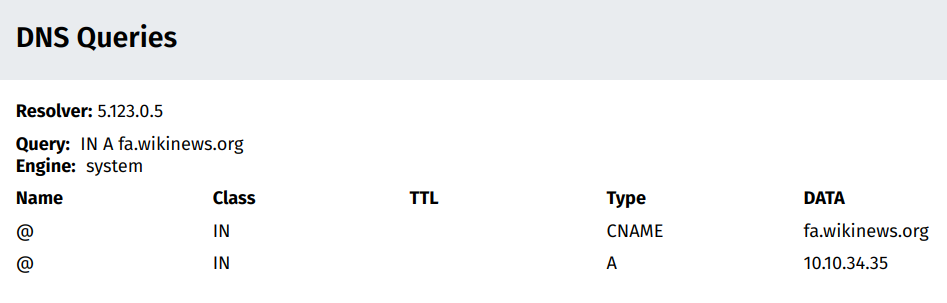 DNS Queries
Resolver: 5.123.0.5
Query: IN A fa.wikinews.org
Engine: system
Name Class TTL Type DATA
@ IN CNAME fa.wikinews.org
@ IN A 10.10.34.35